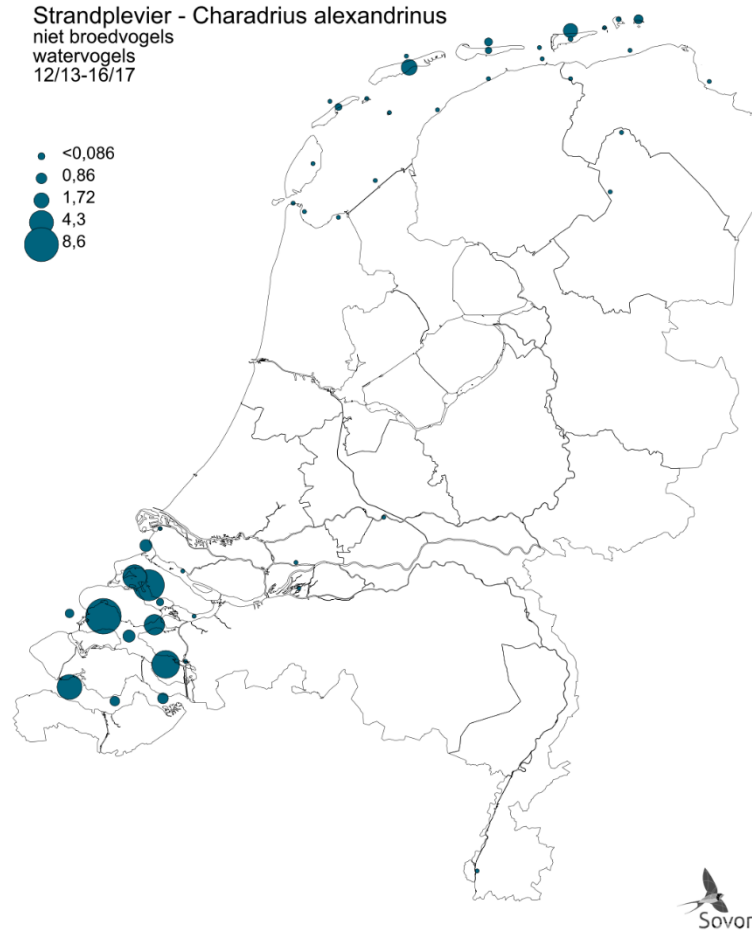 Strandplevier - Charadrius alexandrinus
niet broedvogels
watervogels
12/13-16/17
<0,086
0,86
1,72
4,3
8,6
Sovon